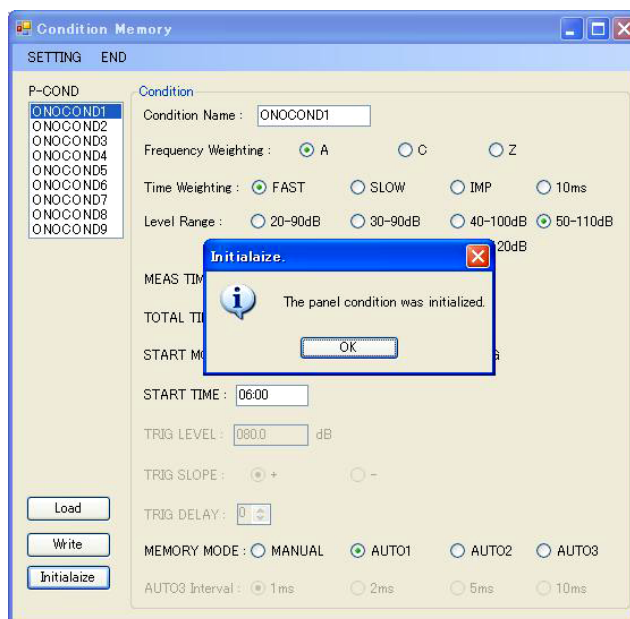 Condition Memory
SETTING END
P-COND
ONOCOND1
ONOCOND2
ONOCOND3
ONOCOND4
ONOCOND5
ONOCOND6
ONOCOND7
ONOCOND8
ONOCOND9
Load
Write
Initialaize
Condition
Condition Name : ONOCOND1
Frequency Weighting : A C Z
Time Weighting : FAST SLOW IMP 10ms
Level Range : 20-90dB 30-90dB 40-100dB 50-110dB
20dB
Initialaize.
The panel condition was initialized.
OK
MEAS TIM
TOTAL TI
START MO
START TIME : 06:00
TRIG LEVEL : 080.0 dB
TRIG SLOPE : + -
TRIG DELAY : 0
MEMORY MODE : MANUAL AUTO1 AUTO2 AUTO3
AUTO3 Interval : 1ms 2ms 5ms 10ms